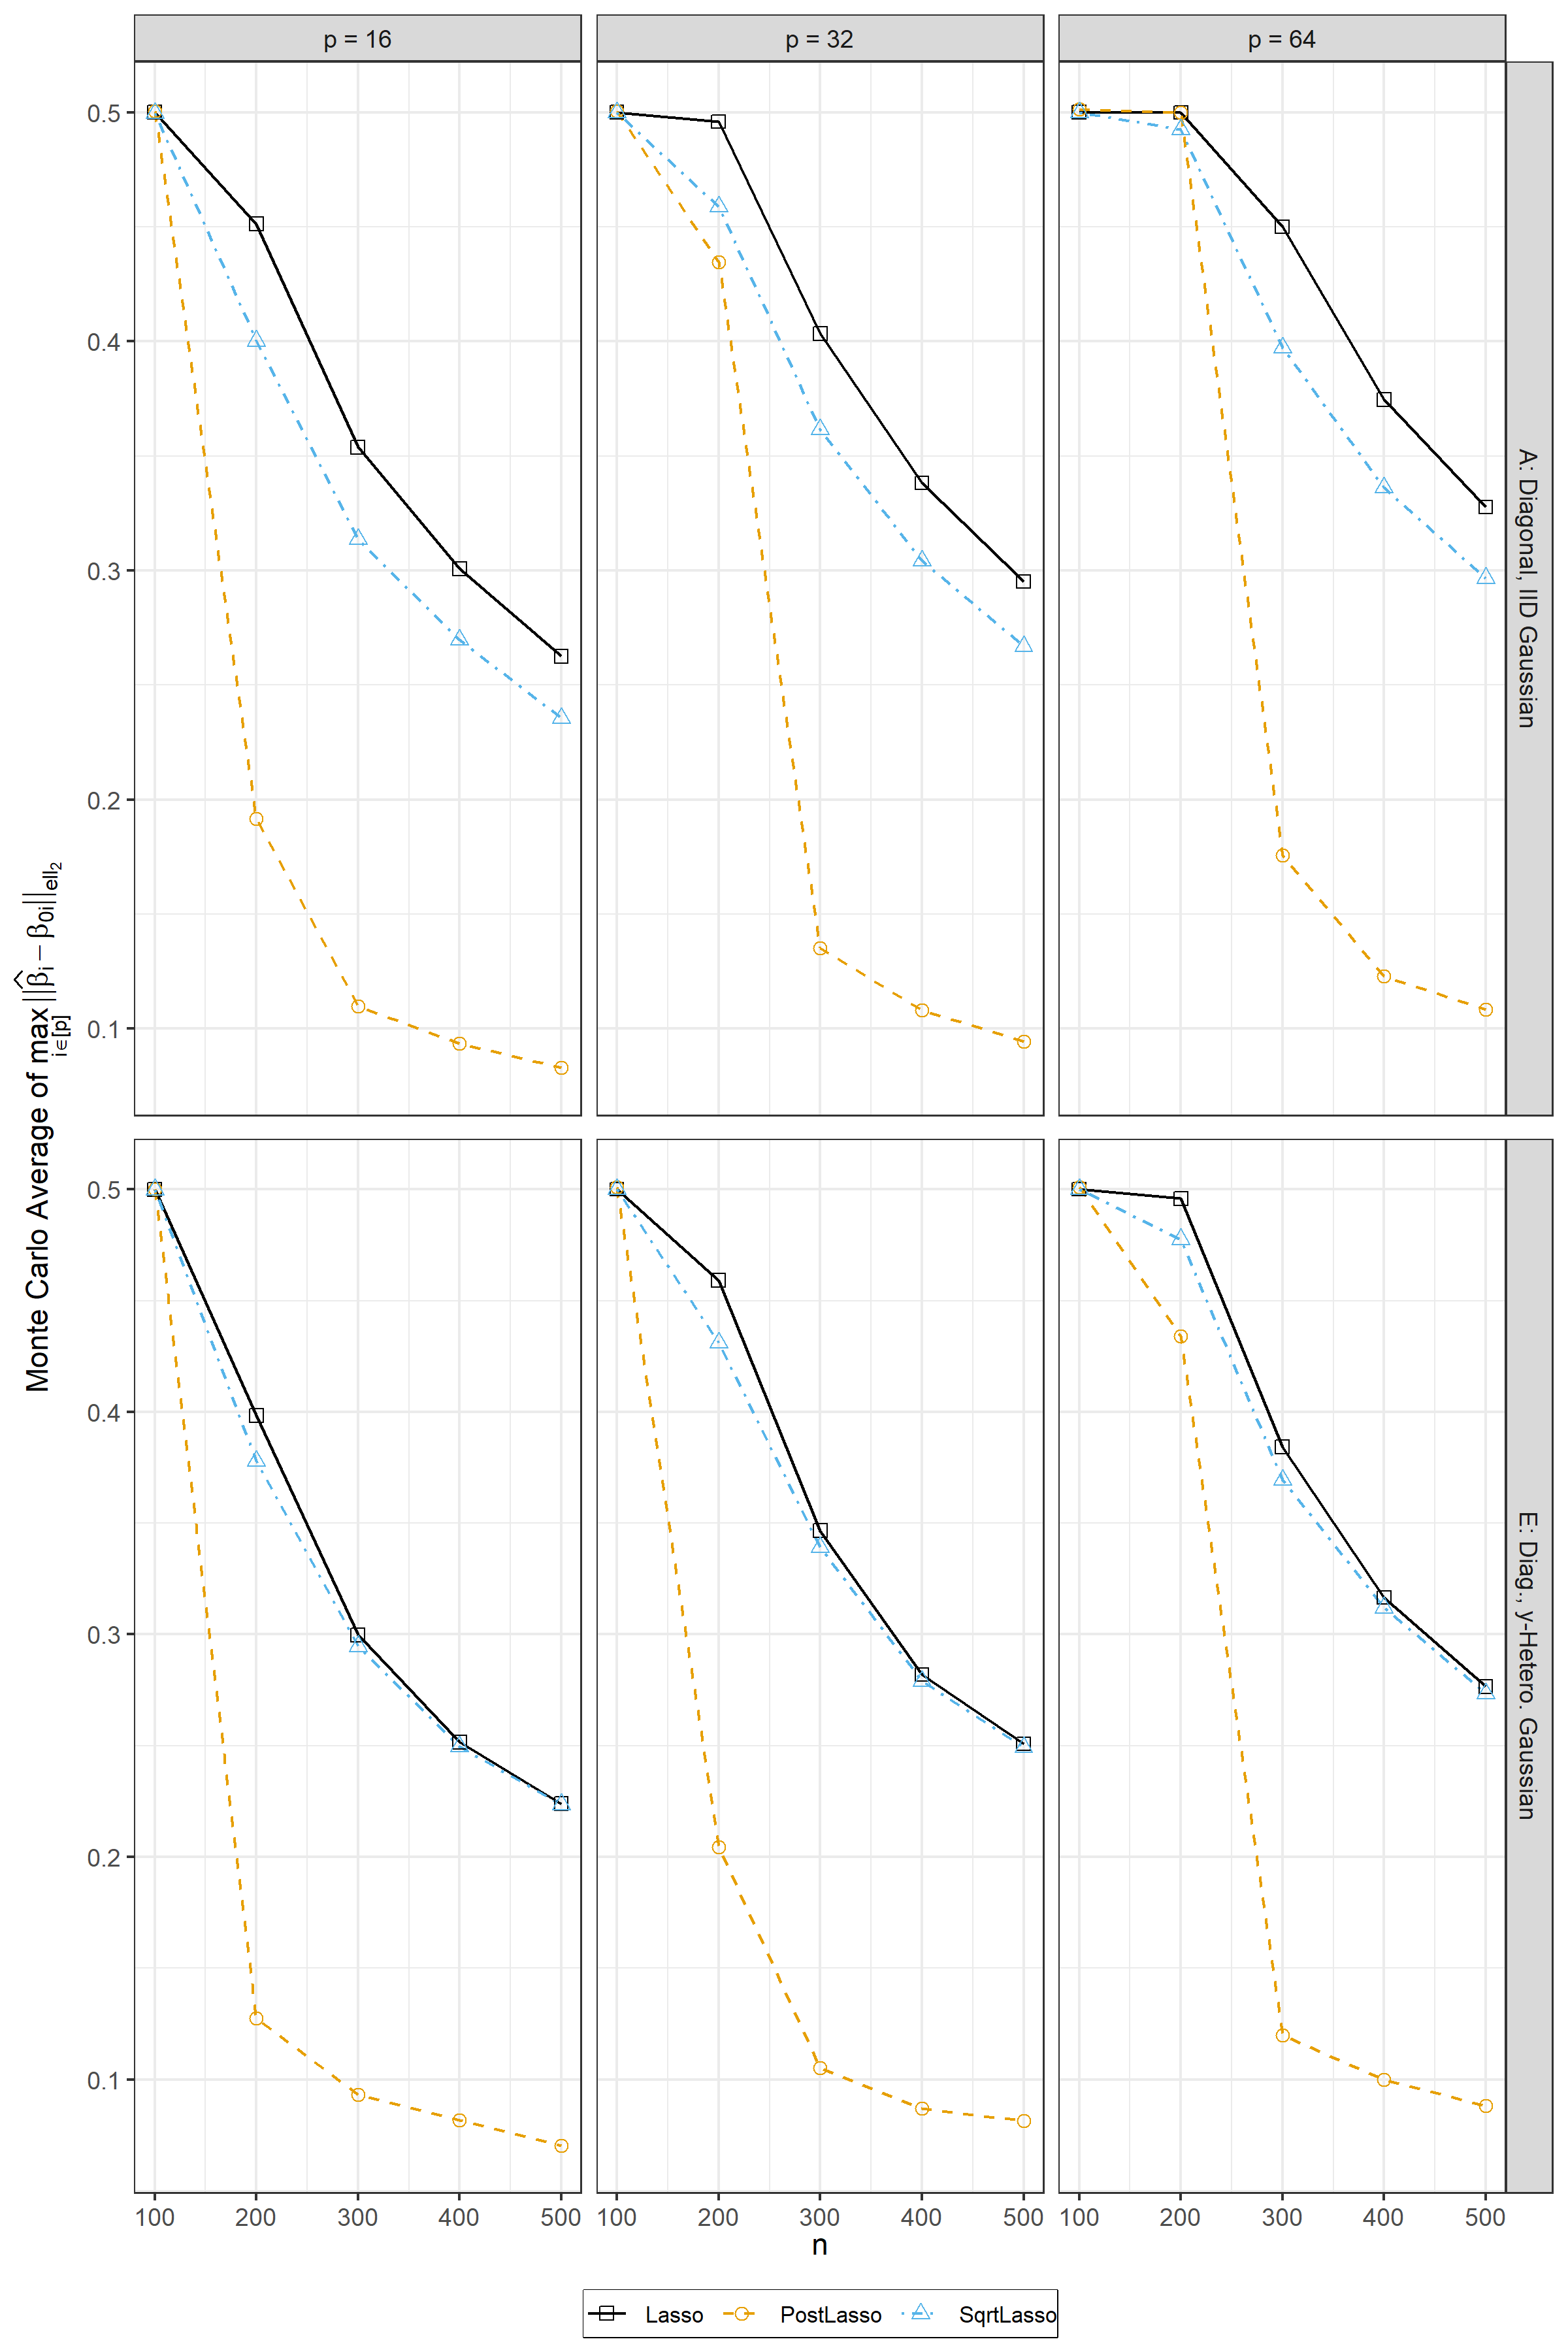 p = 16
p = 32
p = 64
0.5
0.4
0.3
0.2
0.1
A: Diagonal, IID Gaussian
Monte Carlo Average of max i∈[p] ||β̂i − β0i||ell2
0.5
0.4
0.3
0.2
0.1
E: Diag., y-Hetero. Gaussian
100 200 300 400 500 100 200 300 400 500 100 200 300 400 500
n
Lasso PostLasso SqrtLasso